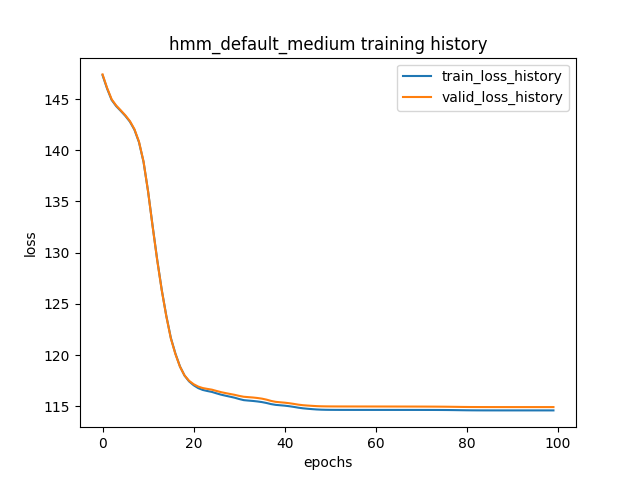 hmm_default_medium training history
train_loss_history
valid_loss_history
145
140
135
130
125
120
115
loss
0 20 40 60 80 100
epochs